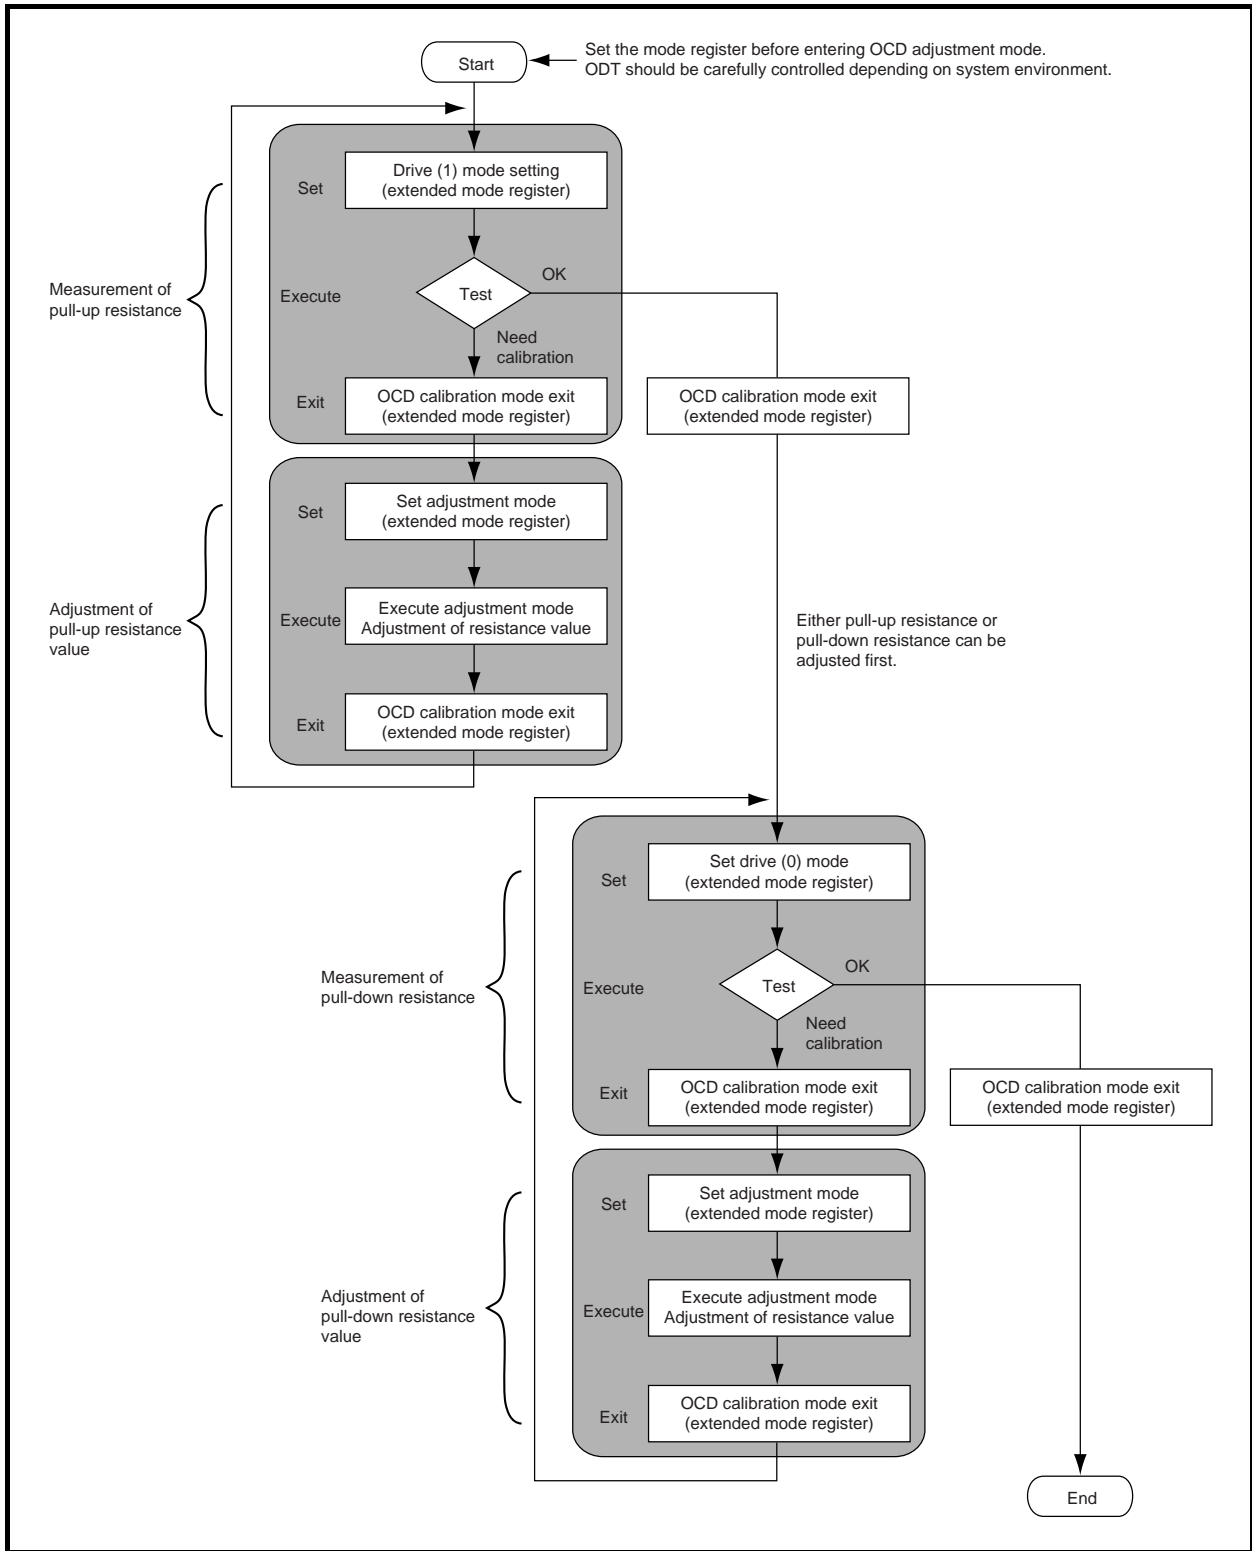 Start
Set the mode register before entering OCD adjustment mode.
ODT should be carefully controlled depending on system environment.
Measurement of
pull-up resistance
Set
Drive (1) mode setting
(extended mode register)
Execute
Test
OK
Need
calibration
Exit
OCD calibration mode exit
(extended mode register)
OCD calibration mode exit
(extended mode register)
Adjustment of
pull-up resistance
value
Set
Set adjustment mode
(extended mode register)
Execute
Execute adjustment mode
Adjustment of resistance value
Exit
OCD calibration mode exit
(extended mode register)
Either pull-up resistance or
pull-down resistance can be
adjusted first.
Measurement of
pull-down resistance
Set
Set drive (0) mode
(extended mode register)
Execute
Test
OK
Need
calibration
Exit
OCD calibration mode exit
(extended mode register)
OCD calibration mode exit
(extended mode register)
Adjustment of
pull-down resistance
value
Set
Set adjustment mode
(extended mode register)
Execute
Execute adjustment mode
Adjustment of resistance value
Exit
OCD calibration mode exit
(extended mode register)
End